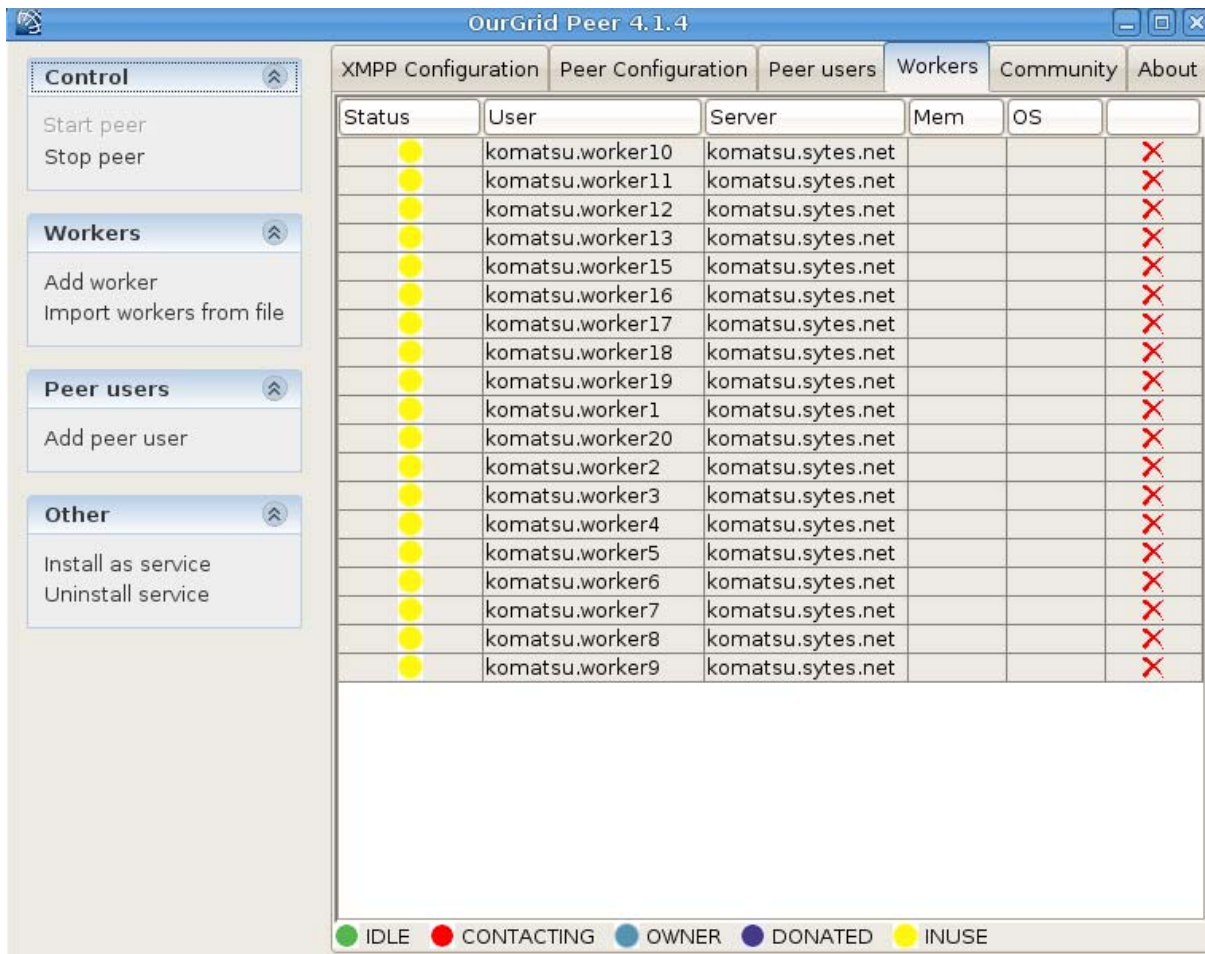 OurGrid Peer 4.1.4
Control
Start peer
Stop peer
Workers
Add worker
Import workers from file
Peer users
Add peer user
Other
Install as service
Uninstall service
XMPP Configuration Peer Configuration Peer users Workers Community About
Status User Server Mem OS
komatsu.worker10 komatsu.sytes.net
komatsu.worker11 komatsu.sytes.net
komatsu.worker12 komatsu.sytes.net
komatsu.worker13 komatsu.sytes.net
komatsu.worker15 komatsu.sytes.net
komatsu.worker16 komatsu.sytes.net
komatsu.worker17 komatsu.sytes.net
komatsu.worker18 komatsu.sytes.net
komatsu.worker19 komatsu.sytes.net
komatsu.worker1 komatsu.sytes.net
komatsu.worker20 komatsu.sytes.net
komatsu.worker2 komatsu.sytes.net
komatsu.worker3 komatsu.sytes.net
komatsu.worker4 komatsu.sytes.net
komatsu.worker5 komatsu.sytes.net
komatsu.worker6 komatsu.sytes.net
komatsu.worker7 komatsu.sytes.net
komatsu.worker8 komatsu.sytes.net
komatsu.worker9 komatsu.sytes.net
IDLE CONTACTING OWNER DONATED INUSE